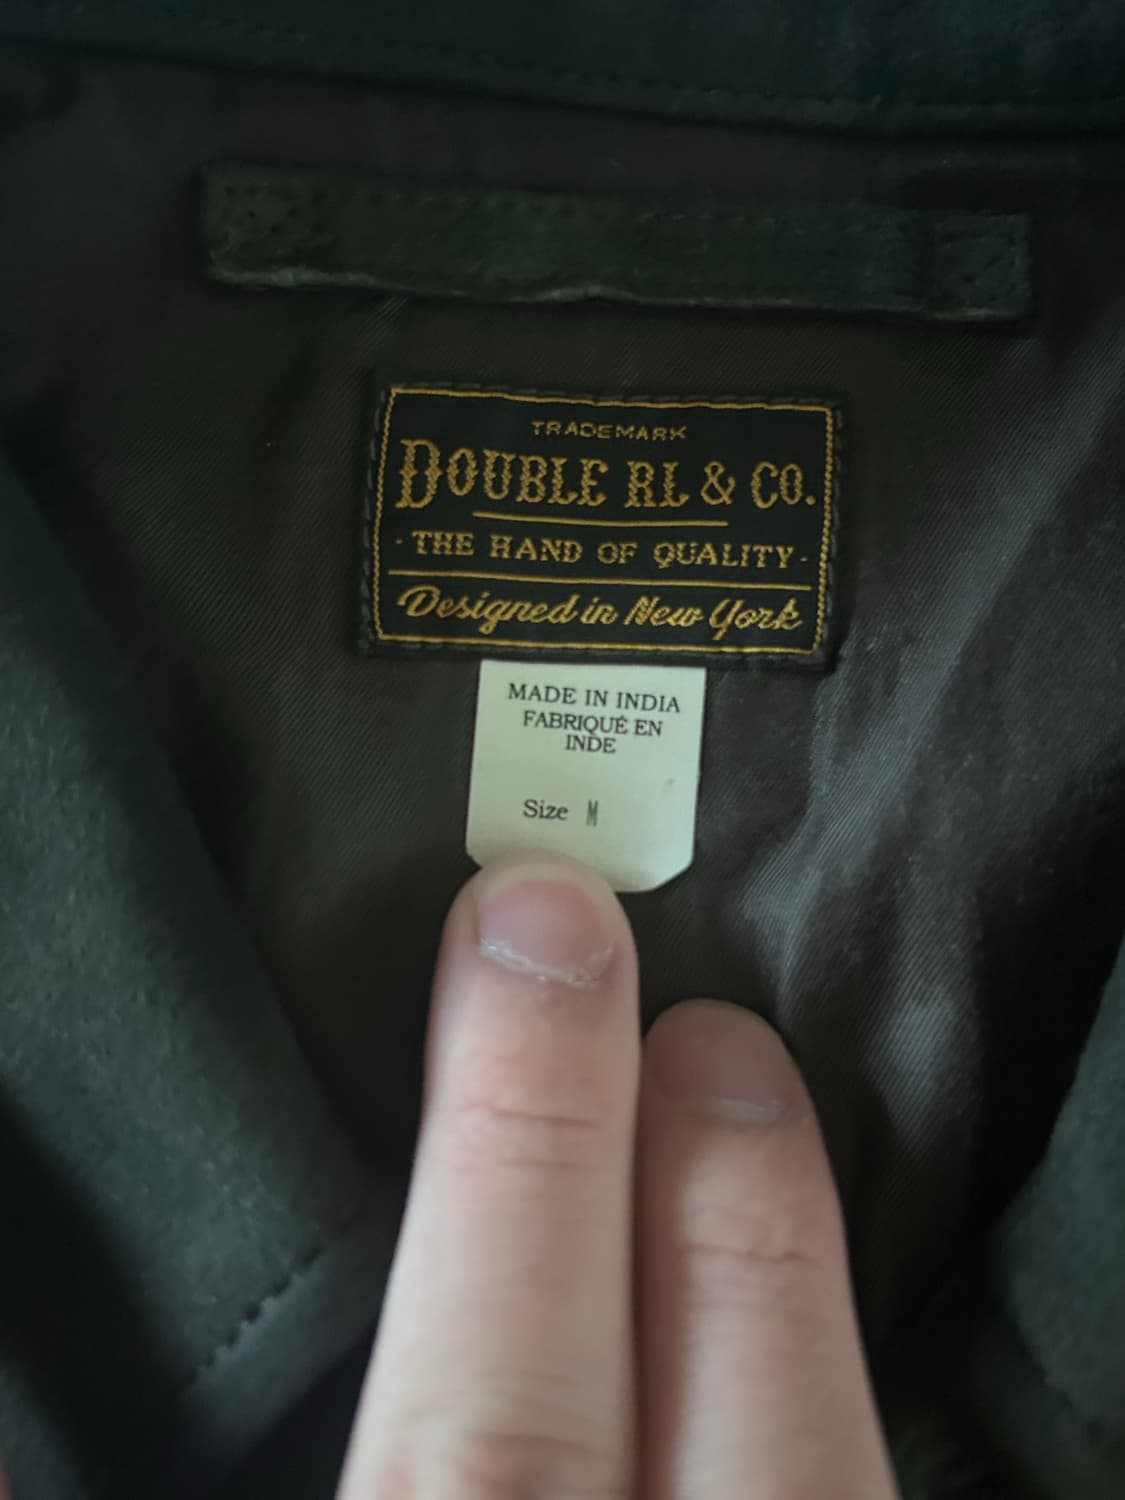 TRADEMARK
DOUBLE RL & CO.
· THE HAND OF QUALITY ·
Designed in New York
MADE IN INDIA
FABRIQUÉ EN
INDE
Size M